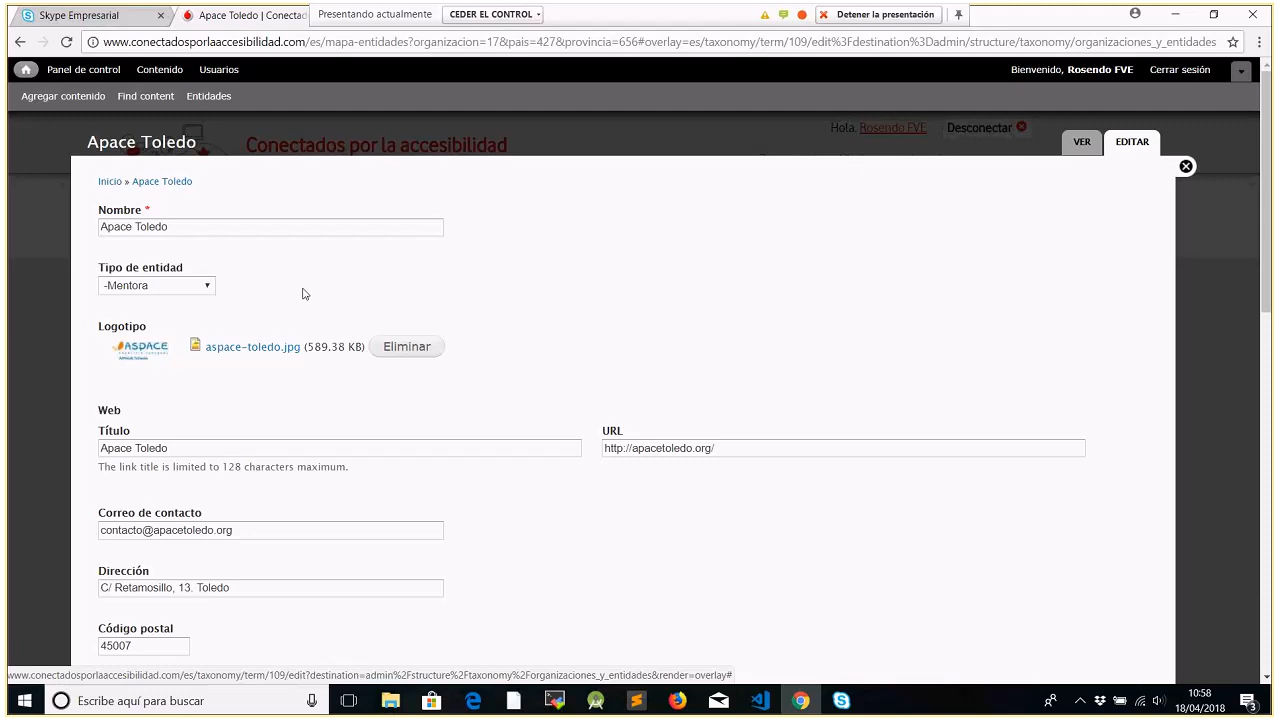 Skype Empresarial
Apace Toledo | Conectad
Presentando actualmente
CEDER EL CONTROL
Detener la presentación
www.conectadosporlaaccesibilidad.com/es/mapa-entidades?organizacion=17&pais=427&provincia=656#overlay=es/taxonomy/term/109/edit%3Fdestination%3Dadmin/structure/taxonomy/organizaciones_y_entidades
Panel de control
Contenido
Usuarios
Bienvenido, Rosendo FVE
Cerrar sesión
Agregar contenido
Find content
Entidades
Hola, Rosendo FVE
Desconectar
Conectados por la accesibilidad
Apace Toledo
VER
EDITAR
Inicio » Apace Toledo
Nombre *
Apace Toledo
Tipo de entidad
-Mentora
Logotipo
ASPACE
aspace-toledo.jpg (589.38 KB)
Eliminar
Web
Título
URL
Apace Toledo
http://apacetoledo.org/
The link title is limited to 128 characters maximum.
Correo de contacto
contacto@apacetoledo.org
Dirección
C/ Retamosillo, 13. Toledo
Código postal
45007
www.conectadosporlaaccesibilidad.com/es/taxonomy/term/109/edit?destination=admin%2Fstructure%2Ftaxonomy%2Forganizaciones_y_entidades&render=overlay#
Escribe aquí para buscar
10:58
18/04/2018
3